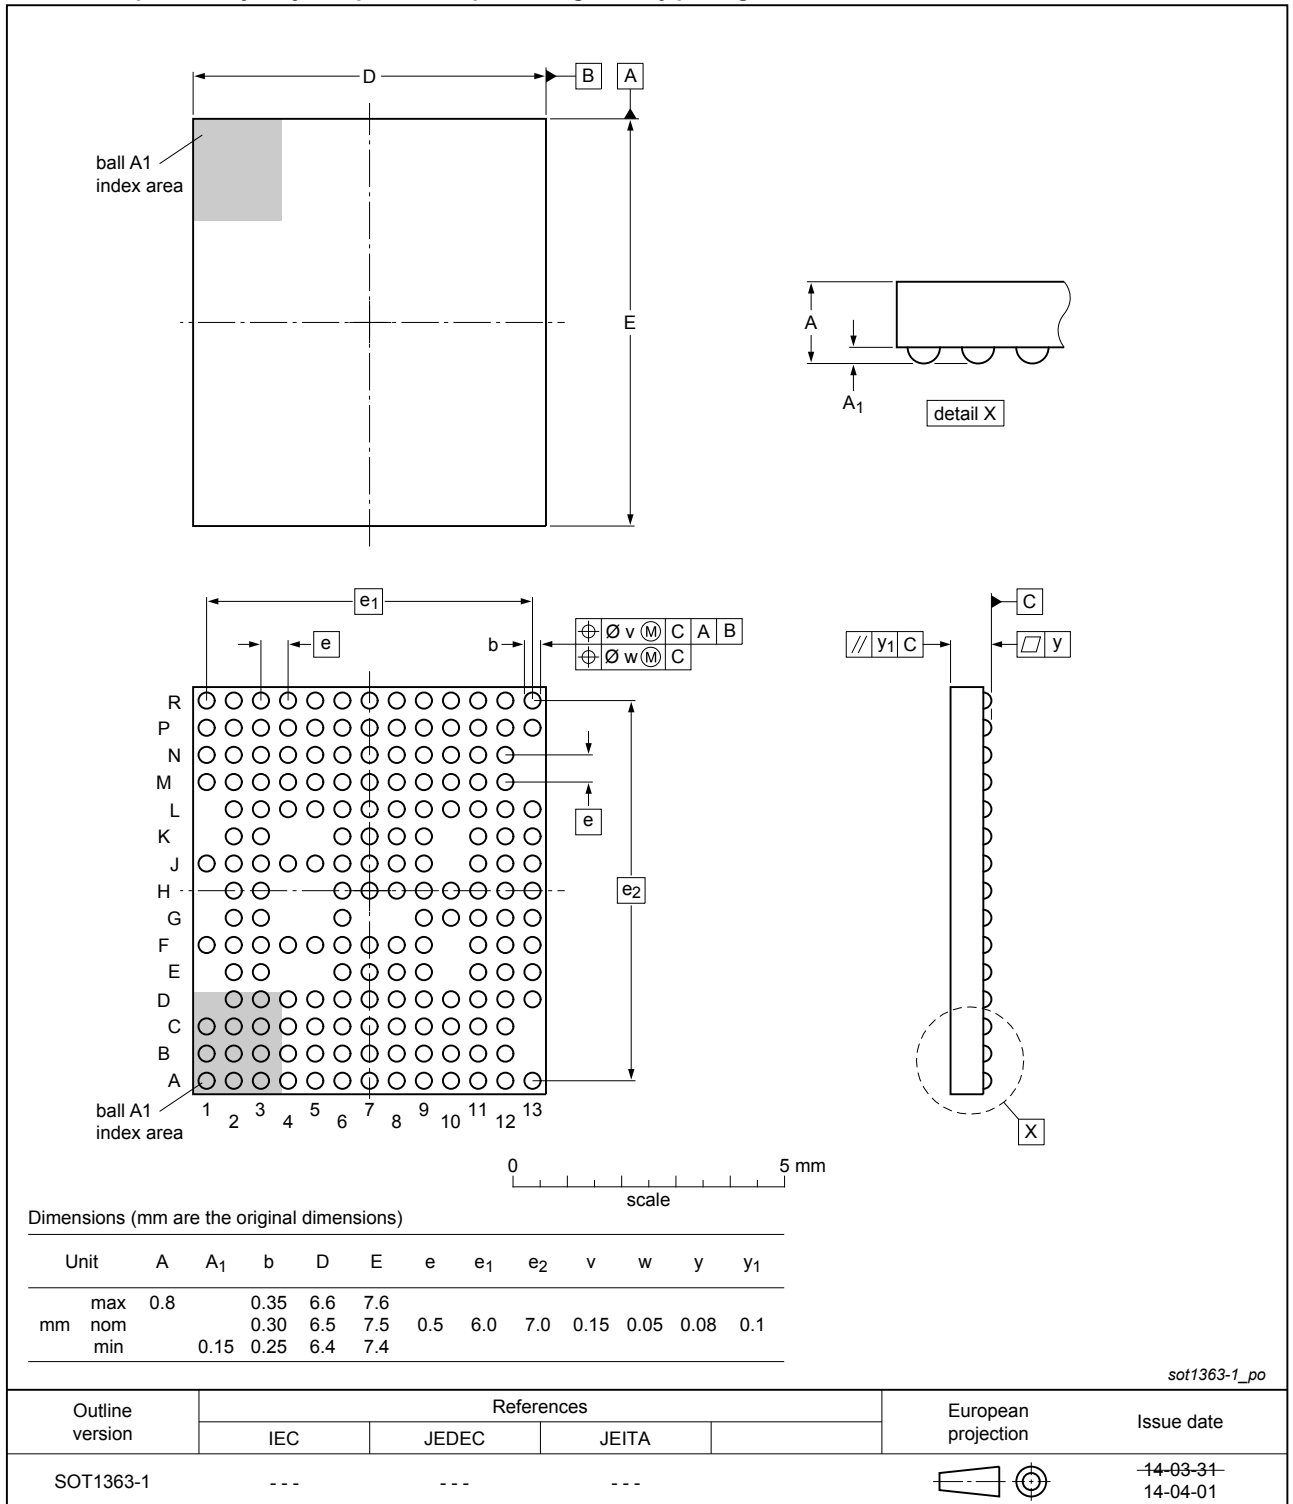 D
B
A
ball A1
index area
E
A
A1
detail X
e1
e
b
Ø v M C A B
Ø w M C
C
// y1 C
y
R
P
N
M
L
K
J
H
G
F
E
D
C
B
A
e
e2
ball A1
index area
1 2 3 4 5 6 7 8 9 10 11 12 13
X
0 5 mm
scale
Dimensions (mm are the original dimensions)
Unit A A1 b D E e e1 e2 v w y y1
max 0.8 0.35 6.6 7.6
mm nom 0.30 6.5 7.5 0.5 6.0 7.0 0.15 0.05 0.08 0.1
min 0.15 0.25 6.4 7.4
sot1363-1_po
Outline version References European projection Issue date
IEC JEDEC JEITA
SOT1363-1 - - - - - - - - - 14-03-31
14-04-01